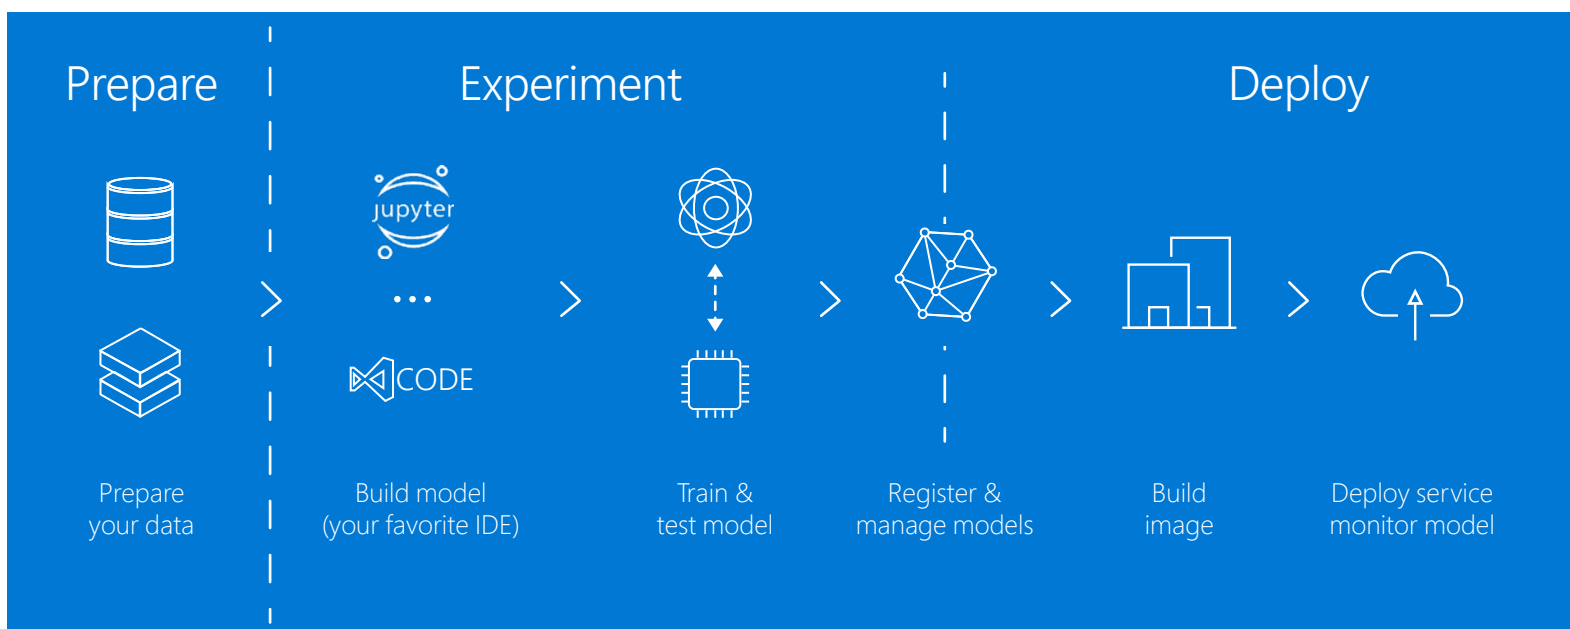 Prepare
Experiment
Deploy
jupyter
CODE
Prepare
your data
Build model
(your favorite IDE)
Train &
test model
Register &
manage models
Build
image
Deploy service
monitor model